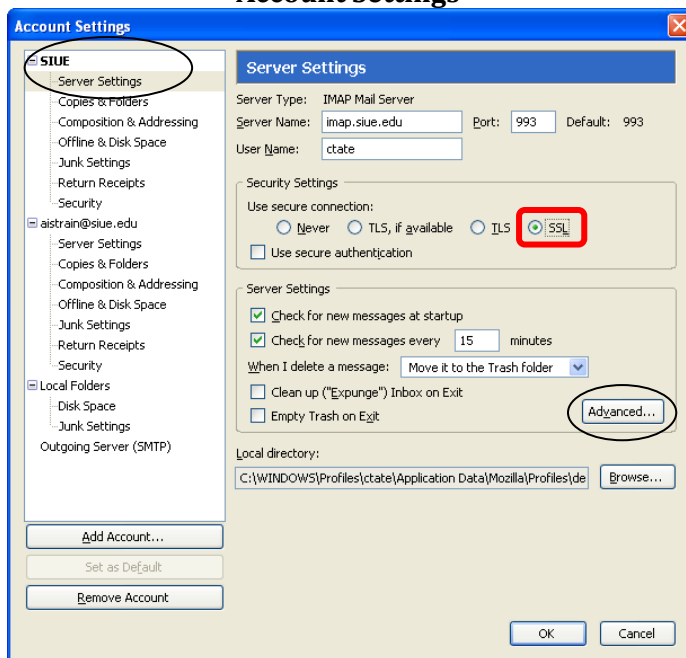 Account Settings
Account Settings
SIUE
Server Settings
Copies & Folders
Composition & Addressing
Offline & Disk Space
Junk Settings
Return Receipts
Security
aistrain@siue.edu
Server Settings
Copies & Folders
Composition & Addressing
Offline & Disk Space
Junk Settings
Return Receipts
Security
Local Folders
Disk Space
Junk Settings
Outgoing Server (SMTP)
Add Account...
Set as Default
Remove Account
Server Settings
Server Type: IMAP Mail Server
Server Name: imap.siue.edu Port: 993 Default: 993
User Name: ctate
Security Settings
Use secure connection:
Never TLS, if available TLS SSL
Use secure authentication
Server Settings
Check for new messages at startup
Check for new messages every 15 minutes
When I delete a message: Move it to the Trash folder
Clean up ("Expunge") Inbox on Exit
Empty Trash on Exit
Advanced...
Local directory:
C:\WINDOWS\Profiles\ctate\Application Data\Mozilla\Profiles\de Browse...
OK Cancel